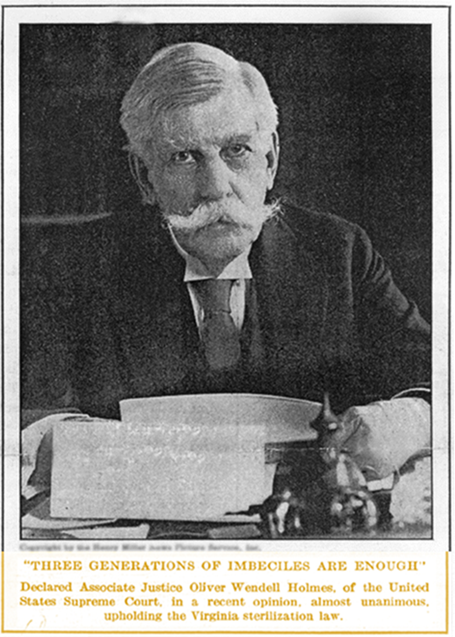 Copyright by the Henry Miller News Picture Service, Inc.
"THREE GENERATIONS OF IMBECILES ARE ENOUGH"
Declared Associate Justice Oliver Wendell Holmes, of the United
States Supreme Court, in a recent opinion, almost unanimous,
upholding the Virginia sterilization law.